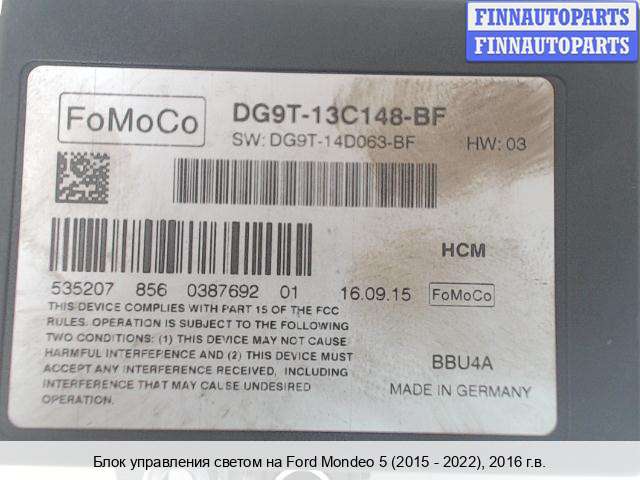 FINNAUTOPARTS
FINNAUTOPARTS
FoMoCo
DG9T-13C148-BF
SW: DG9T-14D063-BF
HW: 03
HCM
535207 856 0387692 01 16.09.15 FoMoCo
THIS DEVICE COMPLIES WITH PART 15 OF THE FCC
RULES. OPERATION IS SUBJECT TO THE FOLLOWING
TWO CONDITIONS: (1) THIS DEVICE MAY NOT CAUSE
HARMFUL INTERFERENCE AND (2) THIS DEVICE MUST
ACCEPT ANY INTERFERENCE RECEIVED, INCLUDING
INTERFERENCE THAT MAY CAUSE UNDESIRED
OPERATION.
BBU4A
MADE IN GERMANY
Блок управления светом на Ford Mondeo 5 (2015 - 2022), 2016 г.в.